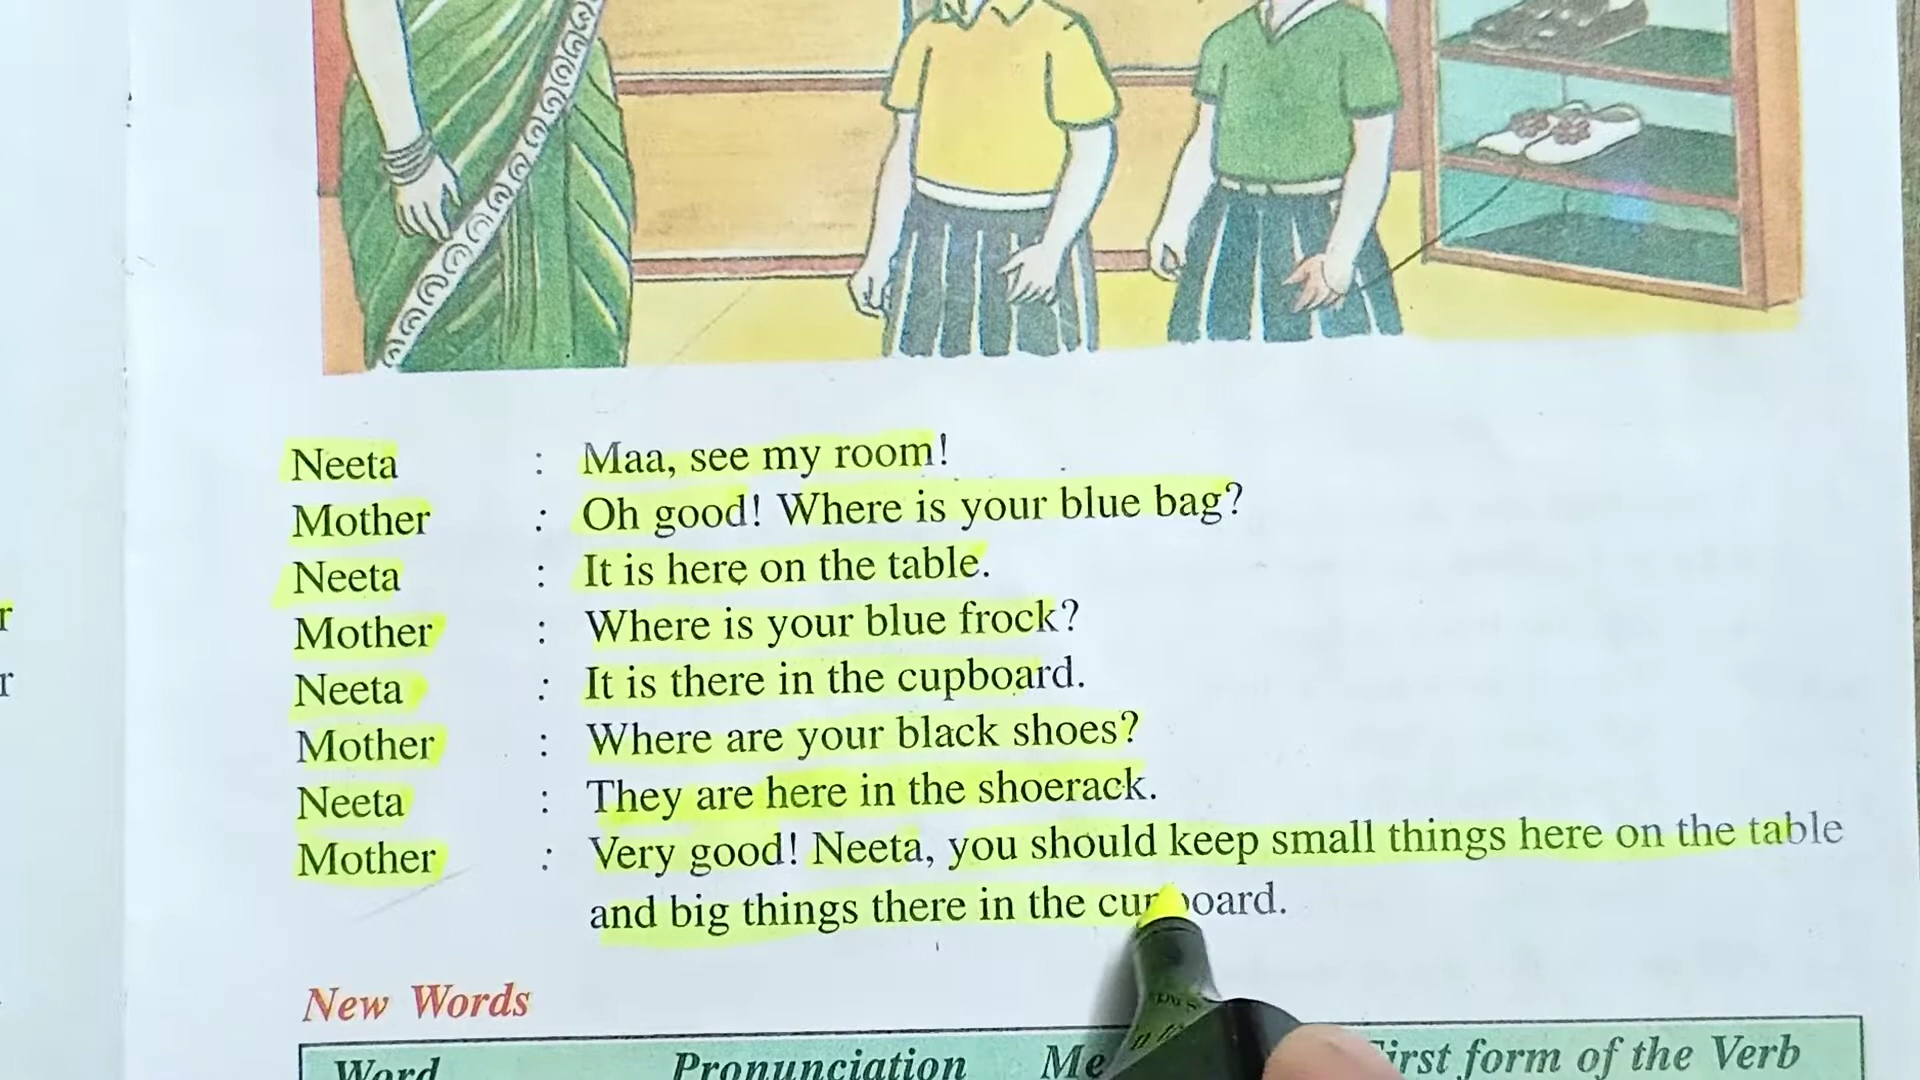 Neeta : Maa, see my room!
Mother : Oh good! Where is your blue bag?
Neeta : It is here on the table.
Mother : Where is your blue frock?
Neeta : It is there in the cupboard.
Mother : Where are your black shoes?
Neeta : They are here in the shoerack.
Mother : Very good! Neeta, you should keep small things here on the table
and big things there in the cupboard.
New Words
Word Pronunciation form of the Verb